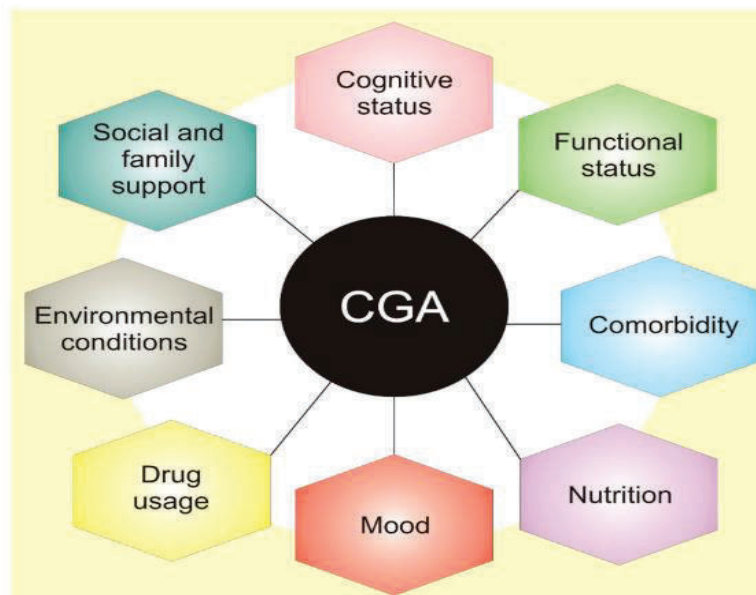 Cognitive
status
Functional
status
Comorbidity
Nutrition
Mood
Drug
usage
Environmental
conditions
Social and
family
support
CGA